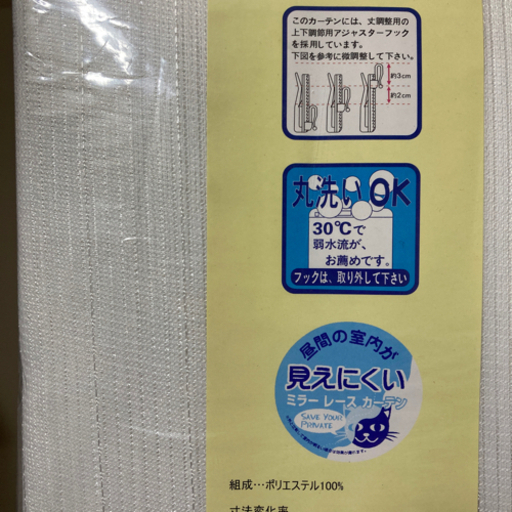 このカーテンには、丈調整用の
上下調節用アジャスターフック
を採用しています。
下図を参考に微調整して下さい。
約3cm
約2cm
丸洗いOK
30℃で
弱水流が、
お薦めです。
フックは、取り外して下さい
昼間の室内が
見えにくい
ミラー レース カーテン
SAVE YOUR
PRIVATE
組成…ポリエステル100%
寸法変化率